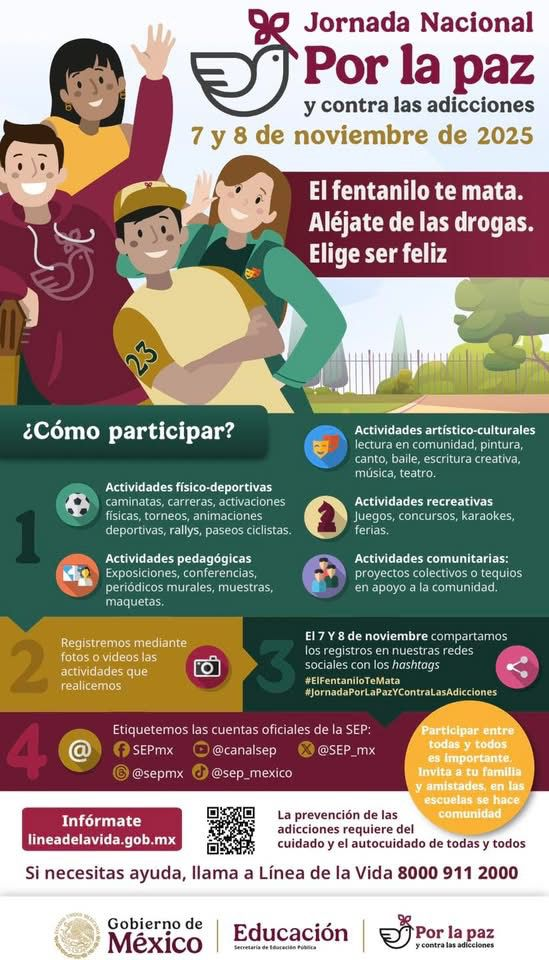 Jornada Nacional
Por la paz
y contra las adicciones
7 y 8 de noviembre de 2025
El fentanilo te mata.
Aléjate de las drogas.
Elige ser feliz
23
¿Cómo participar?
1
Actividades físico-deportivas
caminatas, carreras, activaciones
físicas, torneos, animaciones
deportivas, rallys, paseos ciclistas.
Actividades pedagógicas
Exposiciones, conferencias,
periódicos murales, muestras,
maquetas.
Actividades artístico-culturales
lectura en comunidad, pintura,
canto, baile, escritura creativa,
música, teatro.
Actividades recreativas
Juegos, concursos, karaokes,
ferias.
Actividades comunitarias:
proyectos colectivos o tequios
en apoyo a la comunidad.
2
Registremos mediante
fotos o videos las
actividades que
realicemos
3
El 7 Y 8 de noviembre compartamos
los registros en nuestras redes
sociales con los hashtags
#ElFentaniloTeMata
#JornadaPorLaPazYContraLasAdicciones
4
@
Etiquetemos las cuentas oficiales de la SEP:
SEPmx @canalsep @SEP_mx
@sepmx @sep_mexico
Participar entre
todas y todos
es importante.
Invita a tu familia
y amistades, en las
escuelas se hace
comunidad
Infórmate
lineadelavida.gob.mx
La prevención de las
adicciones requiere del
cuidado y el autocuidado de todas y todos
Si necesitas ayuda, llama a Línea de la Vida 8000 911 2000
Gobierno de
México
Educación
Secretaría de Educación Pública
Por la paz
y contra las adicciones